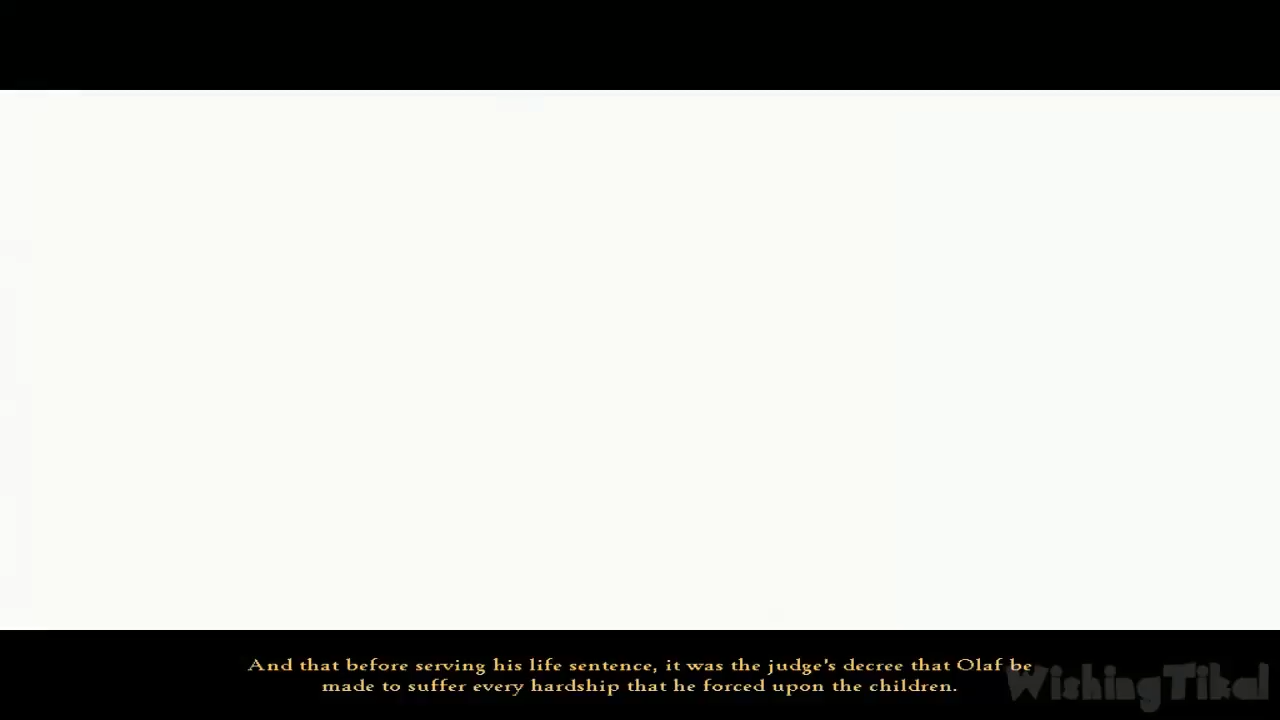 And that before serving his life sentence, it was the judge's decree that Olaf be
made to suffer every hardship that he forced upon the children.
WishingTikal